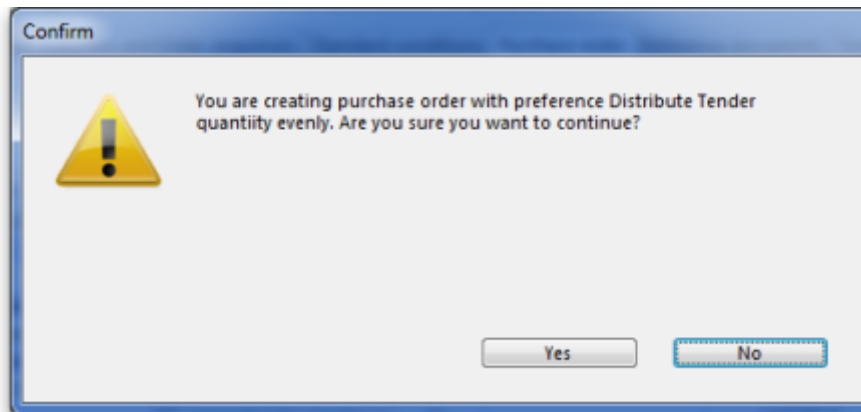 Confirm
You are creating purchase order with preference Distribute Tender
quantiity evenly. Are you sure you want to continue?
Yes
No